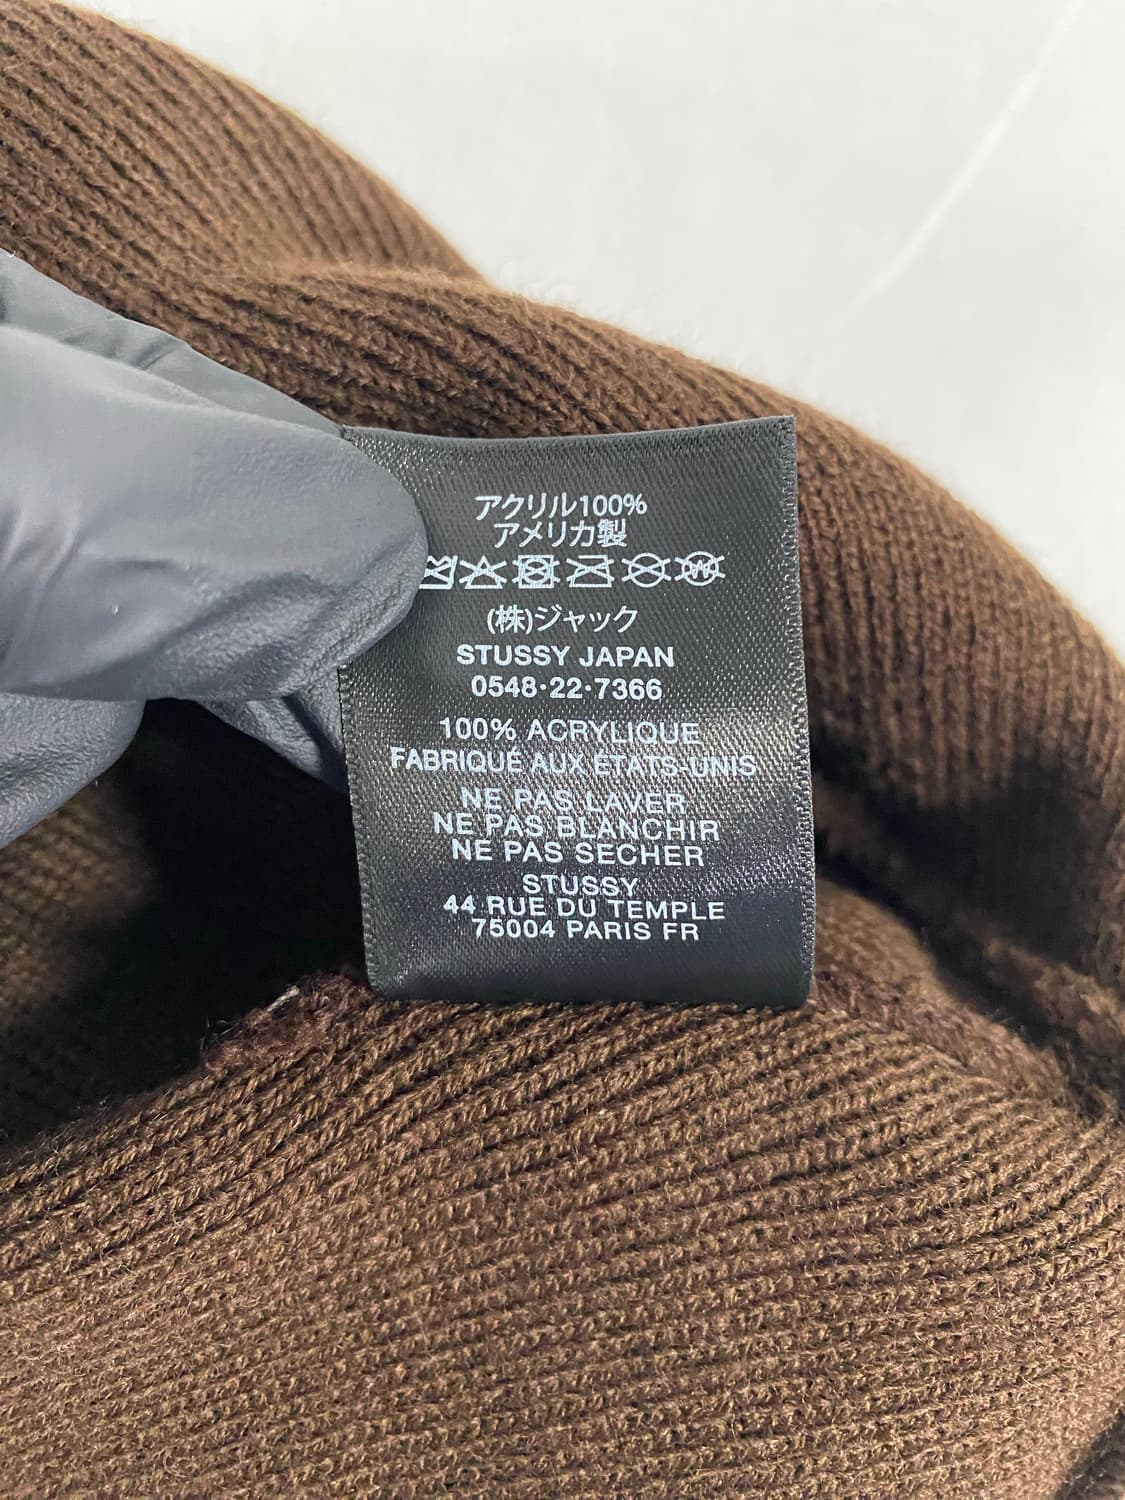 アクリル100%
アメリカ製
(株)ジャック
STUSSY JAPAN
0548·22·7366
100% ACRYLIQUE
FABRIQUÉ AUX ÉTATS-UNIS
NE PAS LAVER
NE PAS BLANCHIR
NE PAS SECHER
STUSSY
44 RUE DU TEMPLE
75004 PARIS FR